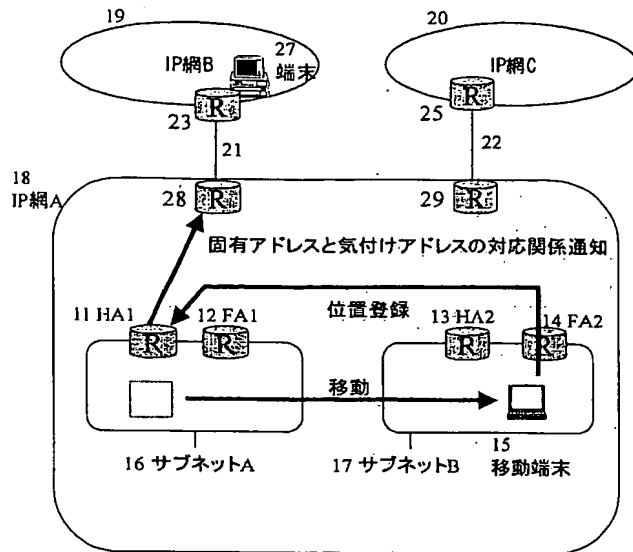 19
IP網B
27
端末
R
23
20
IP網C
R
25
21
22
18
IP網A
R
28
R
29
固有アドレスと気付けアドレスの対応関係通知
位置登録
11 HA1
R
12 FA1
R
13 HA2
R
14 FA2
R
移動
16 サブネットA
17 サブネットB
15
移動端末